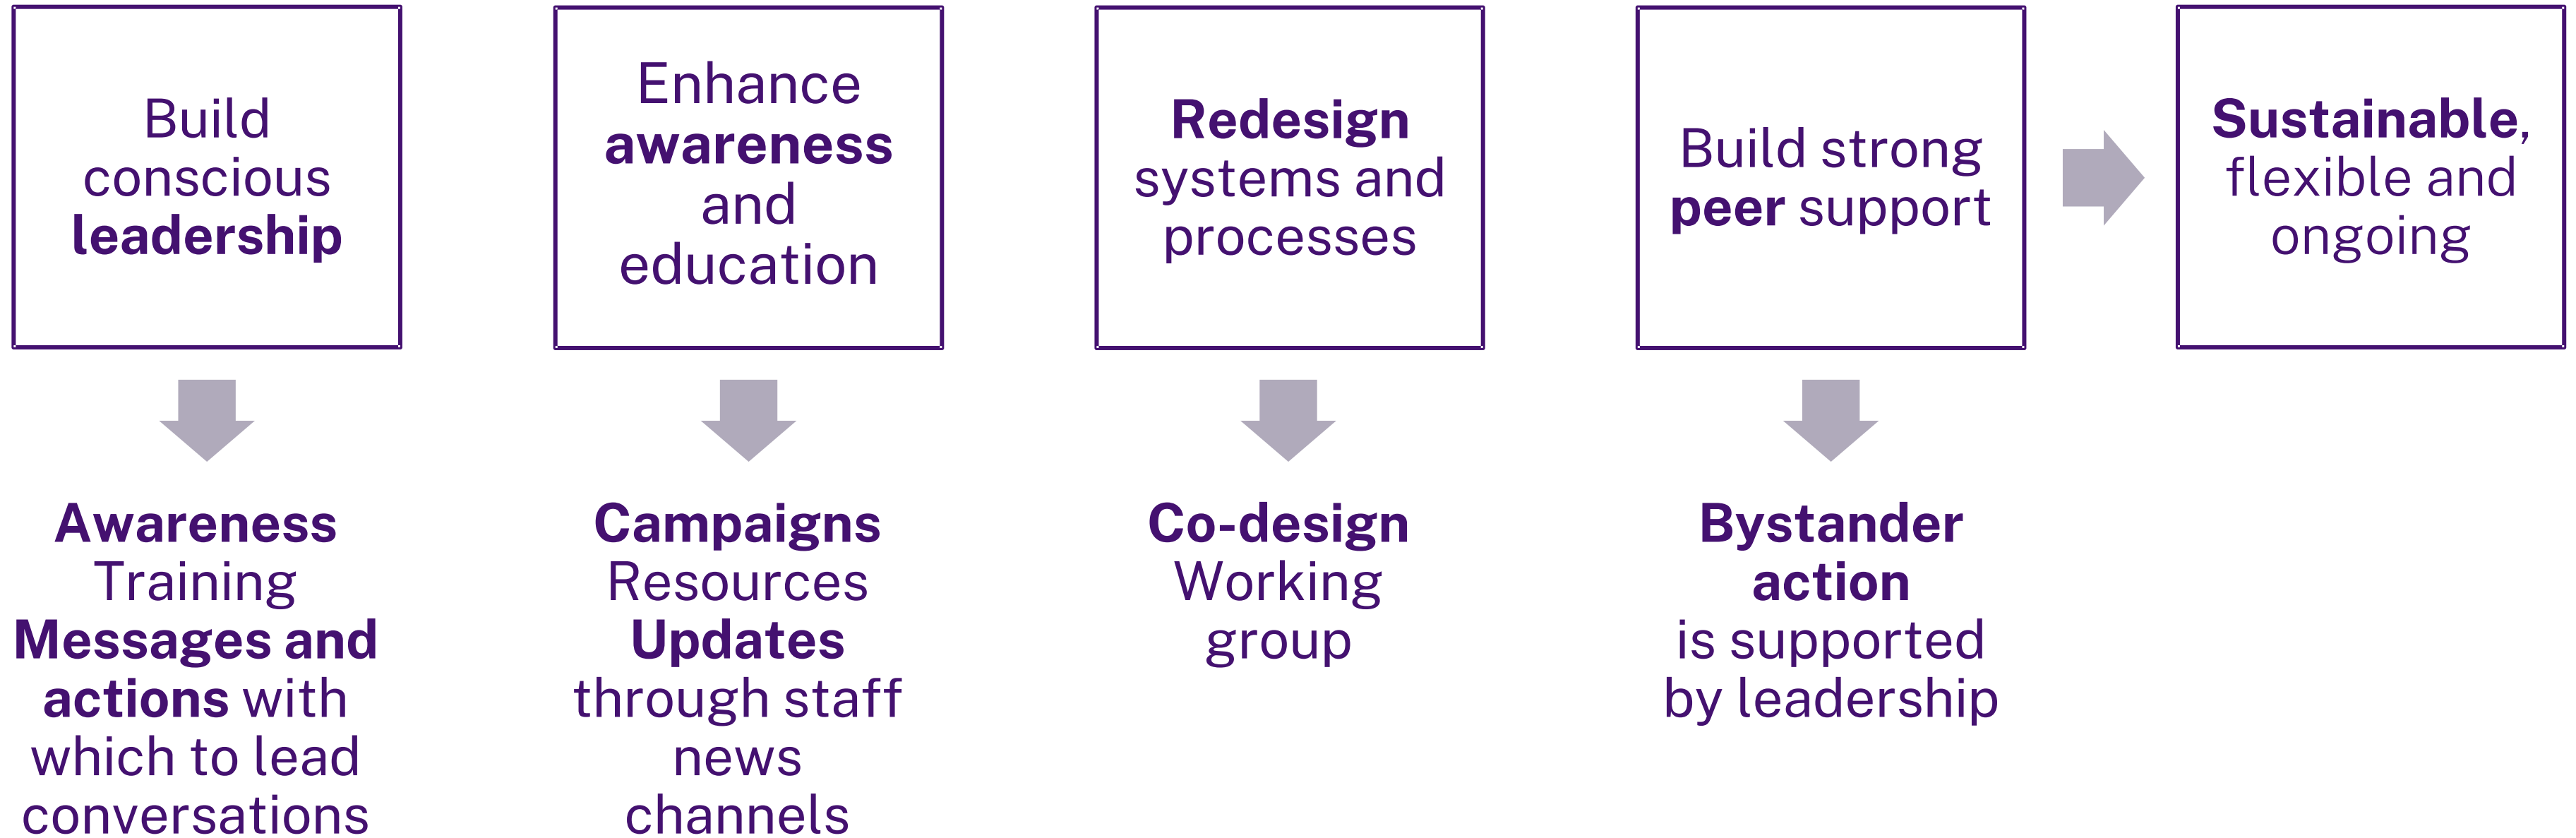 Build
conscious
leadership
Enhance
awareness
and
education
Redesign
systems and
processes
Build strong
peer support
Sustainable,
flexible and
ongoing
Awareness
Training
Messages and
actions with
which to lead
conversations
Campaigns
Resources
Updates
through staff
news
channels
Co-design
Working
group
Bystander
action
is supported
by leadership